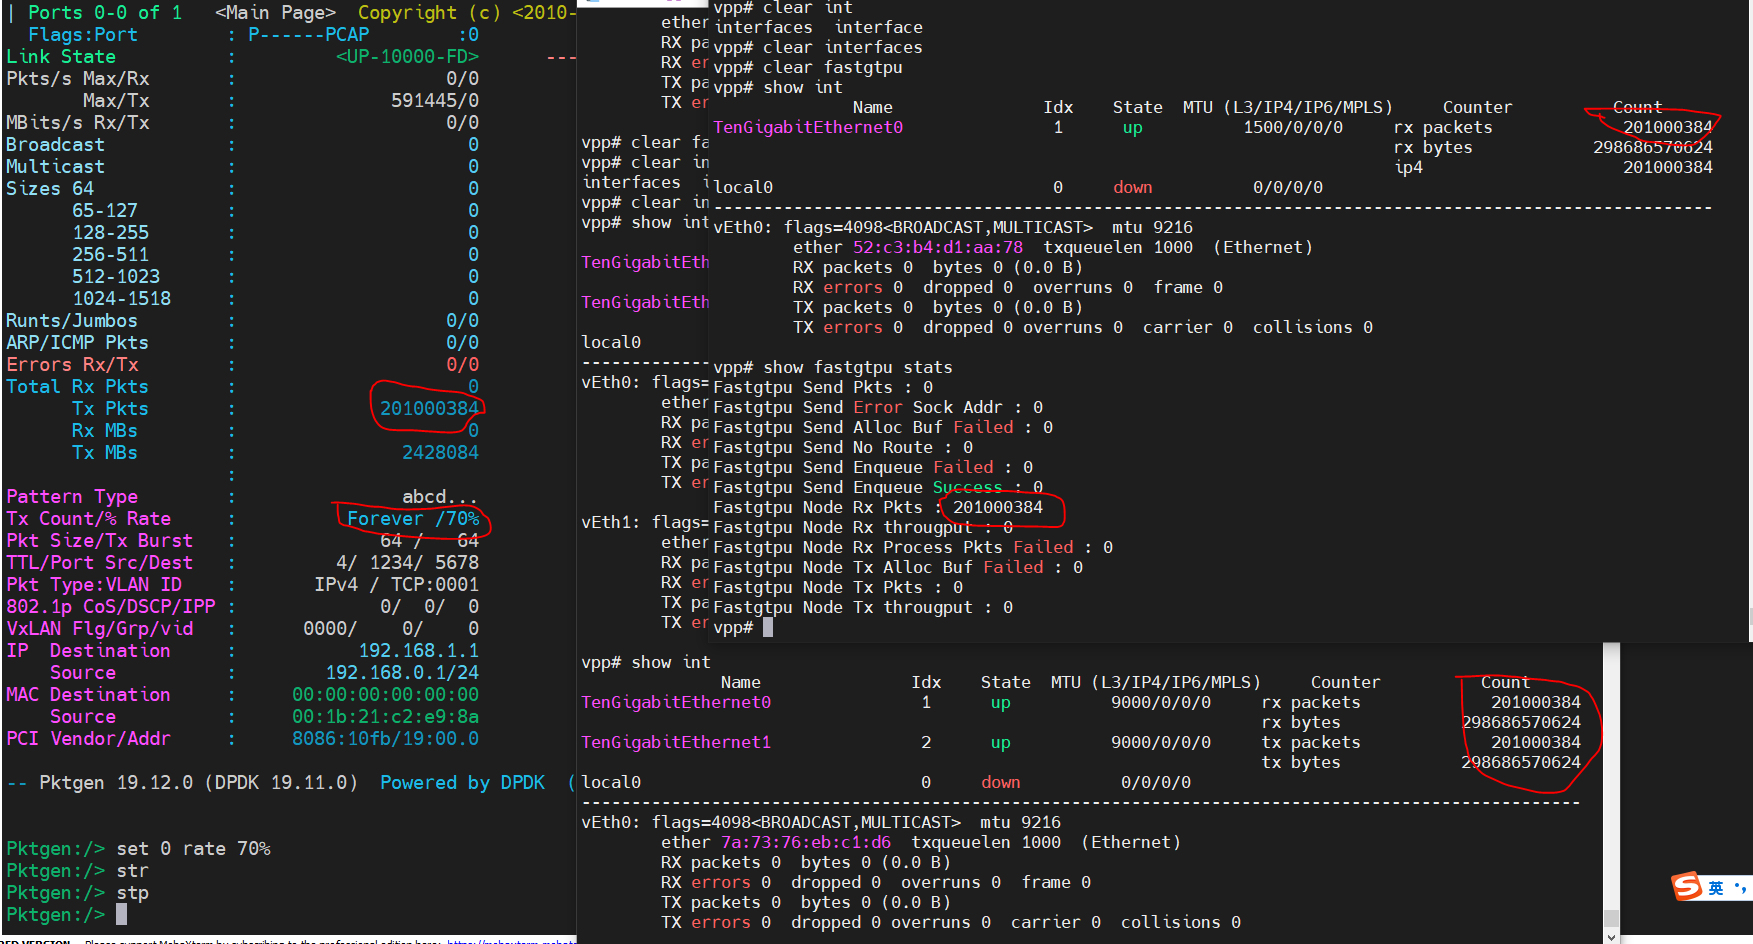 | Ports 0-0 of 1   <Main Page>  Copyright (c) <2010-
Flags:Port : P------PCAP :0
Link State : <UP-10000-FD> ---
Pkts/s Max/Rx : 0/0
Max/Tx : 591445/0
MBits/s Rx/Tx : 0/0
Broadcast : 0
Multicast : 0
Sizes 64 : 0
65-127 : 0
128-255 : 0
256-511 : 0
512-1023 : 0
1024-1518 : 0
Runts/Jumbos : 0/0
ARP/ICMP Pkts : 0/0
Errors Rx/Tx : 0/0
Total Rx Pkts : 0
Tx Pkts : 201000384
Rx MBs : 0
Tx MBs : 2428084
:
Pattern Type : abcd...
Tx Count/% Rate : Forever /70%
Pkt Size/Tx Burst : 64 / 64
TTL/Port Src/Dest : 4/ 1234/ 5678
Pkt Type:VLAN ID : IPv4 / TCP:0001
802.1p CoS/DSCP/IPP : 0/ 0/ 0
VxLAN Flg/Grp/vid : 0000/ 0/ 0
IP Destination : 192.168.1.1
Source : 192.168.0.1/24
MAC Destination : 00:00:00:00:00:00
Source : 00:1b:21:c2:e9:8a
PCI Vendor/Addr : 8086:10fb/19:00.0
-- Pktgen 19.12.0 (DPDK 19.11.0)  Powered by DPDK  (
Pktgen:/> set 0 rate 70%
Pktgen:/> str
Pktgen:/> stp
Pktgen:/>
ether
RX pa
RX er
TX pa
TX er
vpp# clear fa
vpp# clear in
interfaces  i
vpp# clear in
vpp# show int
TenGigabitEth
TenGigabitEth
local0
-------------
vEth0: flags=
ether
RX pa
RX er
TX pa
TX er
vEth1: flags=
ether
RX pa
RX er
TX pa
TX er
vpp# clear int
interfaces  interface
vpp# clear interfaces
vpp# clear fastgtpu
vpp# show int
Name Idx State MTU (L3/IP4/IP6/MPLS) Counter Count
TenGigabitEthernet0 1 up 1500/0/0/0 rx packets 201000384
rx bytes 298686570624
ip4 201000384
local0 0 down 0/0/0/0
----------------------------------------------------------------------------------------------------
vEth0: flags=4098<BROADCAST,MULTICAST>  mtu 9216
ether 52:c3:b4:d1:aa:78  txqueuelen 1000  (Ethernet)
RX packets 0  bytes 0 (0.0 B)
RX errors 0  dropped 0  overruns 0  frame 0
TX packets 0  bytes 0 (0.0 B)
TX errors 0  dropped 0 overruns 0  carrier 0  collisions 0
vpp# show fastgtpu stats
Fastgtpu Send Pkts : 0
Fastgtpu Send Error Sock Addr : 0
Fastgtpu Send Alloc Buf Failed : 0
Fastgtpu Send No Route : 0
Fastgtpu Send Enqueue Failed : 0
Fastgtpu Send Enqueue Success : 0
Fastgtpu Node Rx Pkts : 201000384
Fastgtpu Node Rx througput : 0
Fastgtpu Node Rx Process Pkts Failed : 0
Fastgtpu Node Tx Alloc Buf Failed : 0
Fastgtpu Node Tx Pkts : 0
Fastgtpu Node Tx througput : 0
vpp#
vpp# show int
Name Idx State MTU (L3/IP4/IP6/MPLS) Counter Count
TenGigabitEthernet0 1 up 9000/0/0/0 rx packets 201000384
rx bytes 298686570624
TenGigabitEthernet1 2 up 9000/0/0/0 tx packets 201000384
tx bytes 298686570624
local0 0 down 0/0/0/0
----------------------------------------------------------------------------------------------------
vEth0: flags=4098<BROADCAST,MULTICAST>  mtu 9216
ether 7a:73:76:eb:c1:d6  txqueuelen 1000  (Ethernet)
RX packets 0  bytes 0 (0.0 B)
RX errors 0  dropped 0  overruns 0  frame 0
TX packets 0  bytes 0 (0.0 B)
TX errors 0  dropped 0 overruns 0  carrier 0  collisions 0
S 英